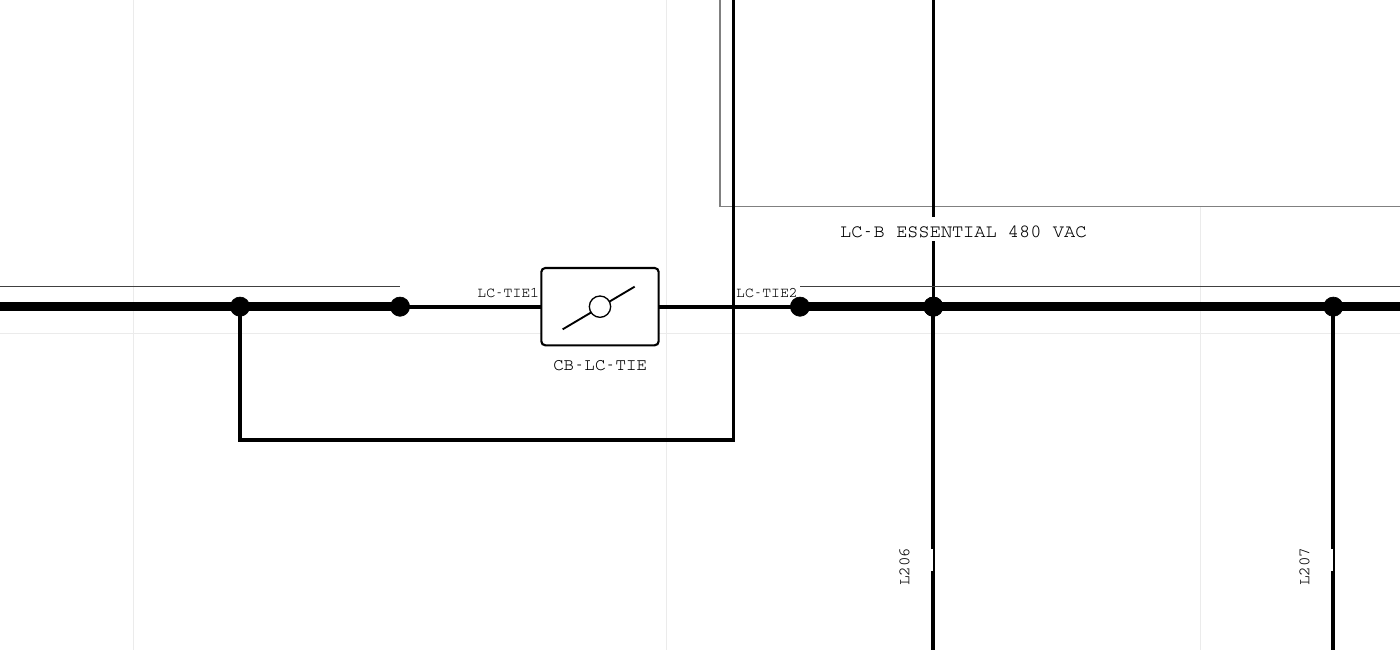 LC-B ESSENTIAL 480 VAC
LC-TIE1
LC-TIE2
CB-LC-TIE
L206
L207